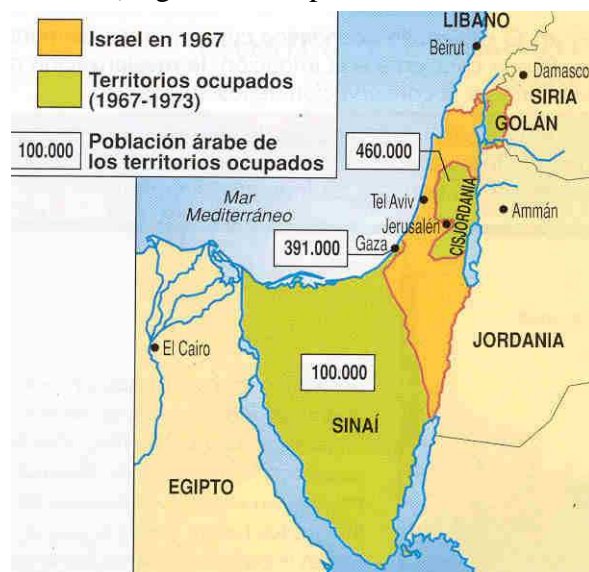 Israel en 1967
Territorios ocupados
(1967-1973)
100.000
Población árabe de
los territorios ocupados
LIBANO
Beirut
Damasco
SIRIA
GOLÁN
460.000
Mar
Mediterráneo
Tel Aviv
Jerusalén
CISJORDANIA
Ammán
391.000
Gaza
El Cairo
JORDANIA
100.000
SINAÍ
EGIPTO